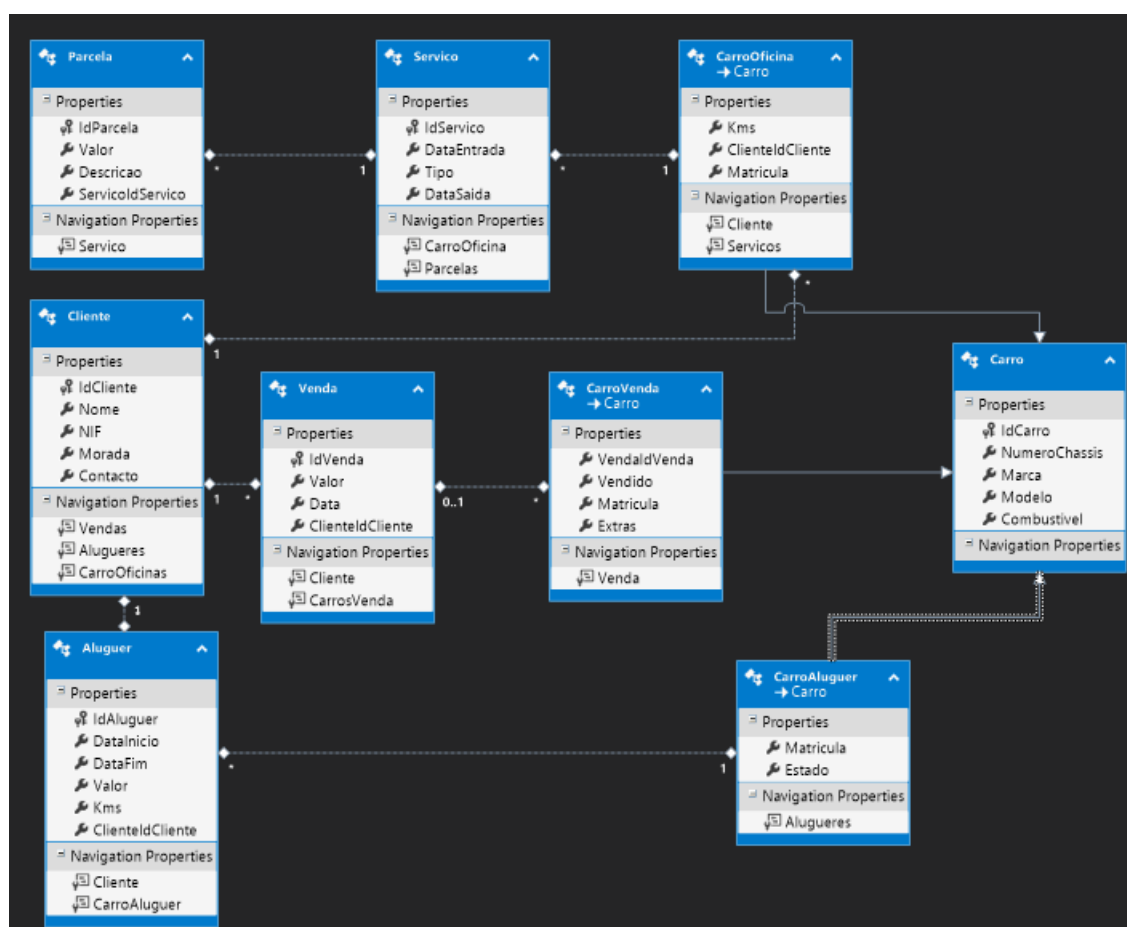 Parcela
Properties
IdParcela
Valor
Descricao
ServicoIdServico
Navigation Properties
Servico
*
1
Servico
Properties
IdServico
DataEntrada
Tipo
DataSaida
Navigation Properties
CarroOficina
Parcelas
*
1
CarroOficina
Carro
Properties
Kms
ClienteIdCliente
Matricula
Navigation Properties
Cliente
Servicos
*
1
Cliente
Properties
IdCliente
Nome
NIF
Morada
Contacto
Navigation Properties
Vendas
Alugueres
CarroOficinas
1
*
Venda
Properties
IdVenda
Valor
Data
ClienteIdCliente
Navigation Properties
Cliente
CarrosVenda
0..1
*
CarroVenda
Carro
Properties
VendaIdVenda
Vendido
Matricula
Extras
Navigation Properties
Venda
Carro
Properties
IdCarro
NumeroChassis
Marca
Modelo
Combustivel
Navigation Properties
1
Aluguer
Properties
IdAluguer
DataInicio
DataFim
Valor
Kms
ClienteIdCliente
Navigation Properties
Cliente
CarroAluguer
*
1
CarroAluguer
Carro
Properties
Matricula
Estado
Navigation Properties
Alugueres